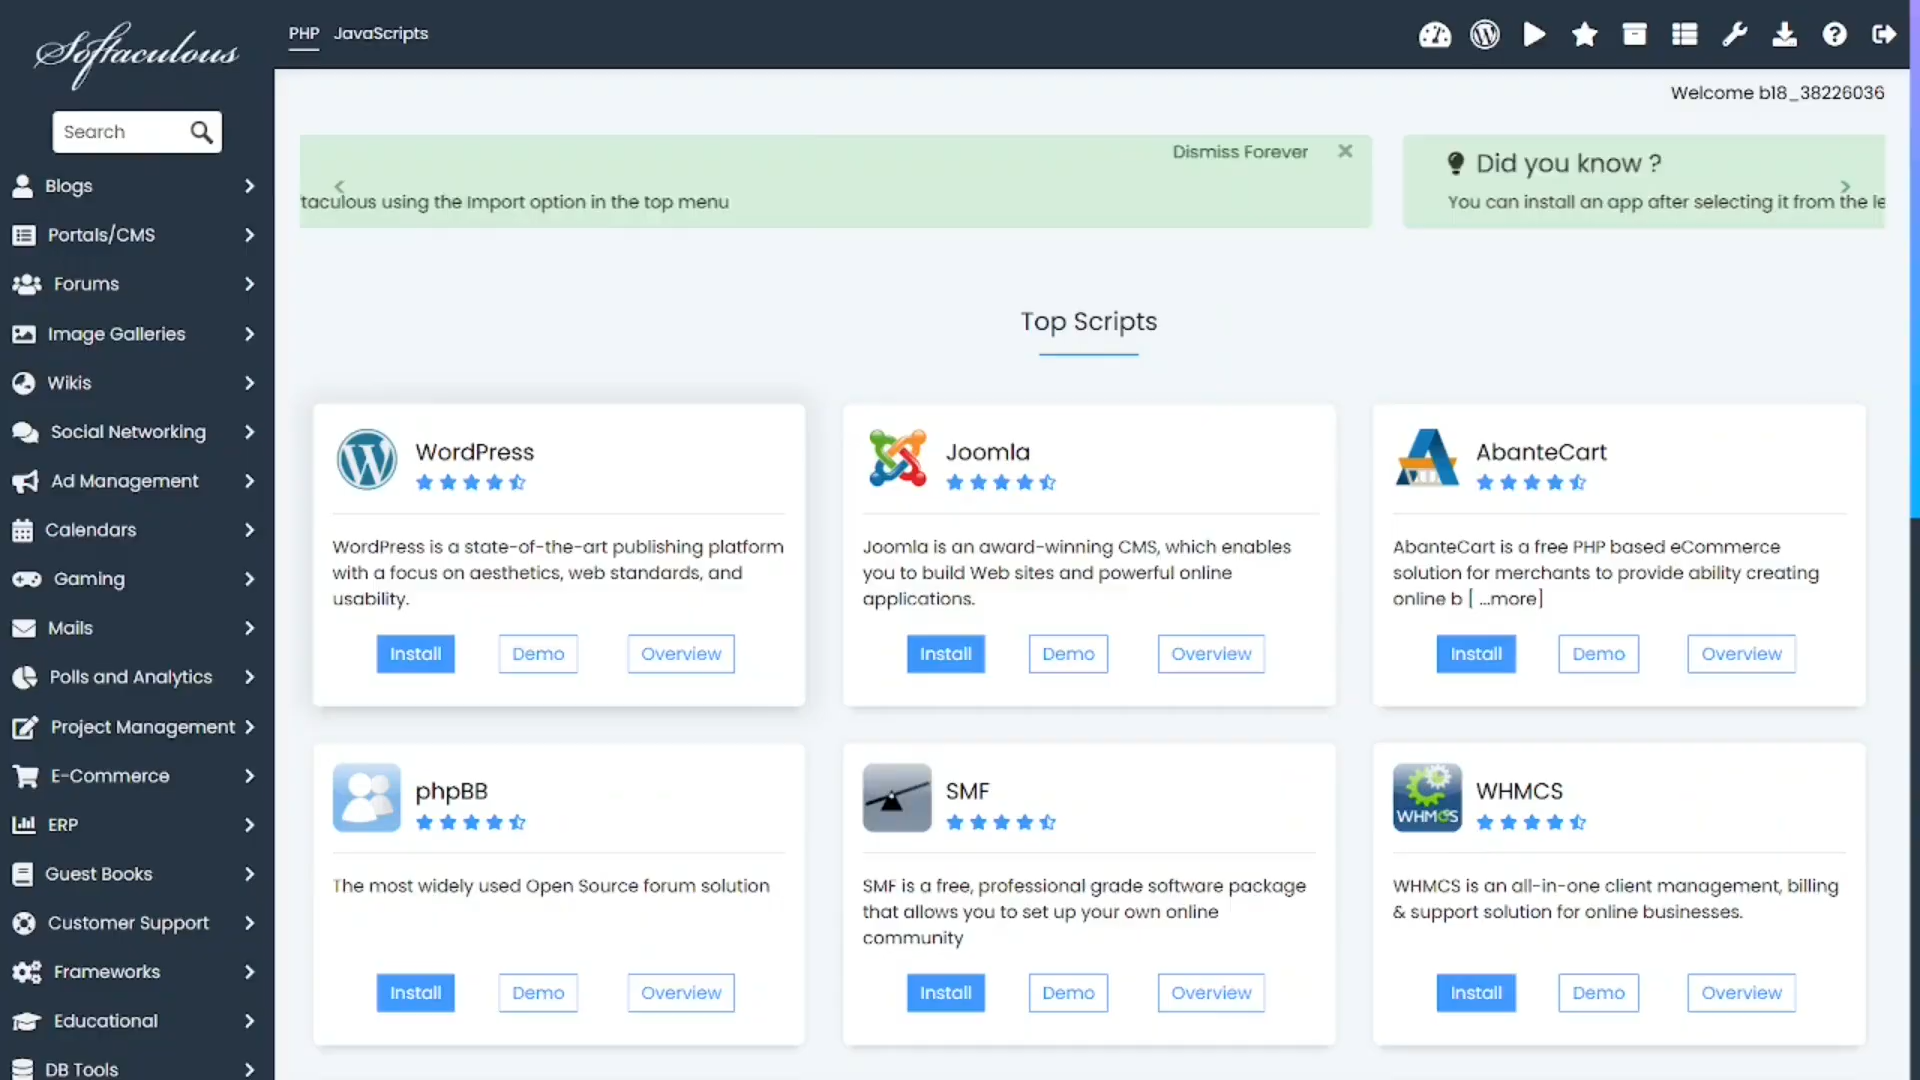 Softaculous
PHP
JavaScripts
Welcome b18_38226036
Search
Blogs
Portals/CMS
Forums
Image Galleries
Wikis
Social Networking
Ad Management
Calendars
Gaming
Mails
Polls and Analytics
Project Management
E-Commerce
ERP
Guest Books
Customer Support
Frameworks
Educational
DB Tools
Dismiss Forever
taculous using the Import option in the top menu
Did you know ?
You can install an app after selecting it from the le
Top Scripts
WordPress
WordPress is a state-of-the-art publishing platform
with a focus on aesthetics, web standards, and
usability.
Install
Demo
Overview
Joomla
Joomla is an award-winning CMS, which enables
you to build Web sites and powerful online
applications.
Install
Demo
Overview
AbanteCart
AbanteCart is a free PHP based eCommerce
solution for merchants to provide ability creating
online b [ ...more]
Install
Demo
Overview
phpBB
The most widely used Open Source forum solution
Install
Demo
Overview
SMF
SMF is a free, professional grade software package
that allows you to set up your own online
community
Install
Demo
Overview
WHMCS
WHMCS
WHMCS is an all-in-one client management, billing
& support solution for online businesses.
Install
Demo
Overview